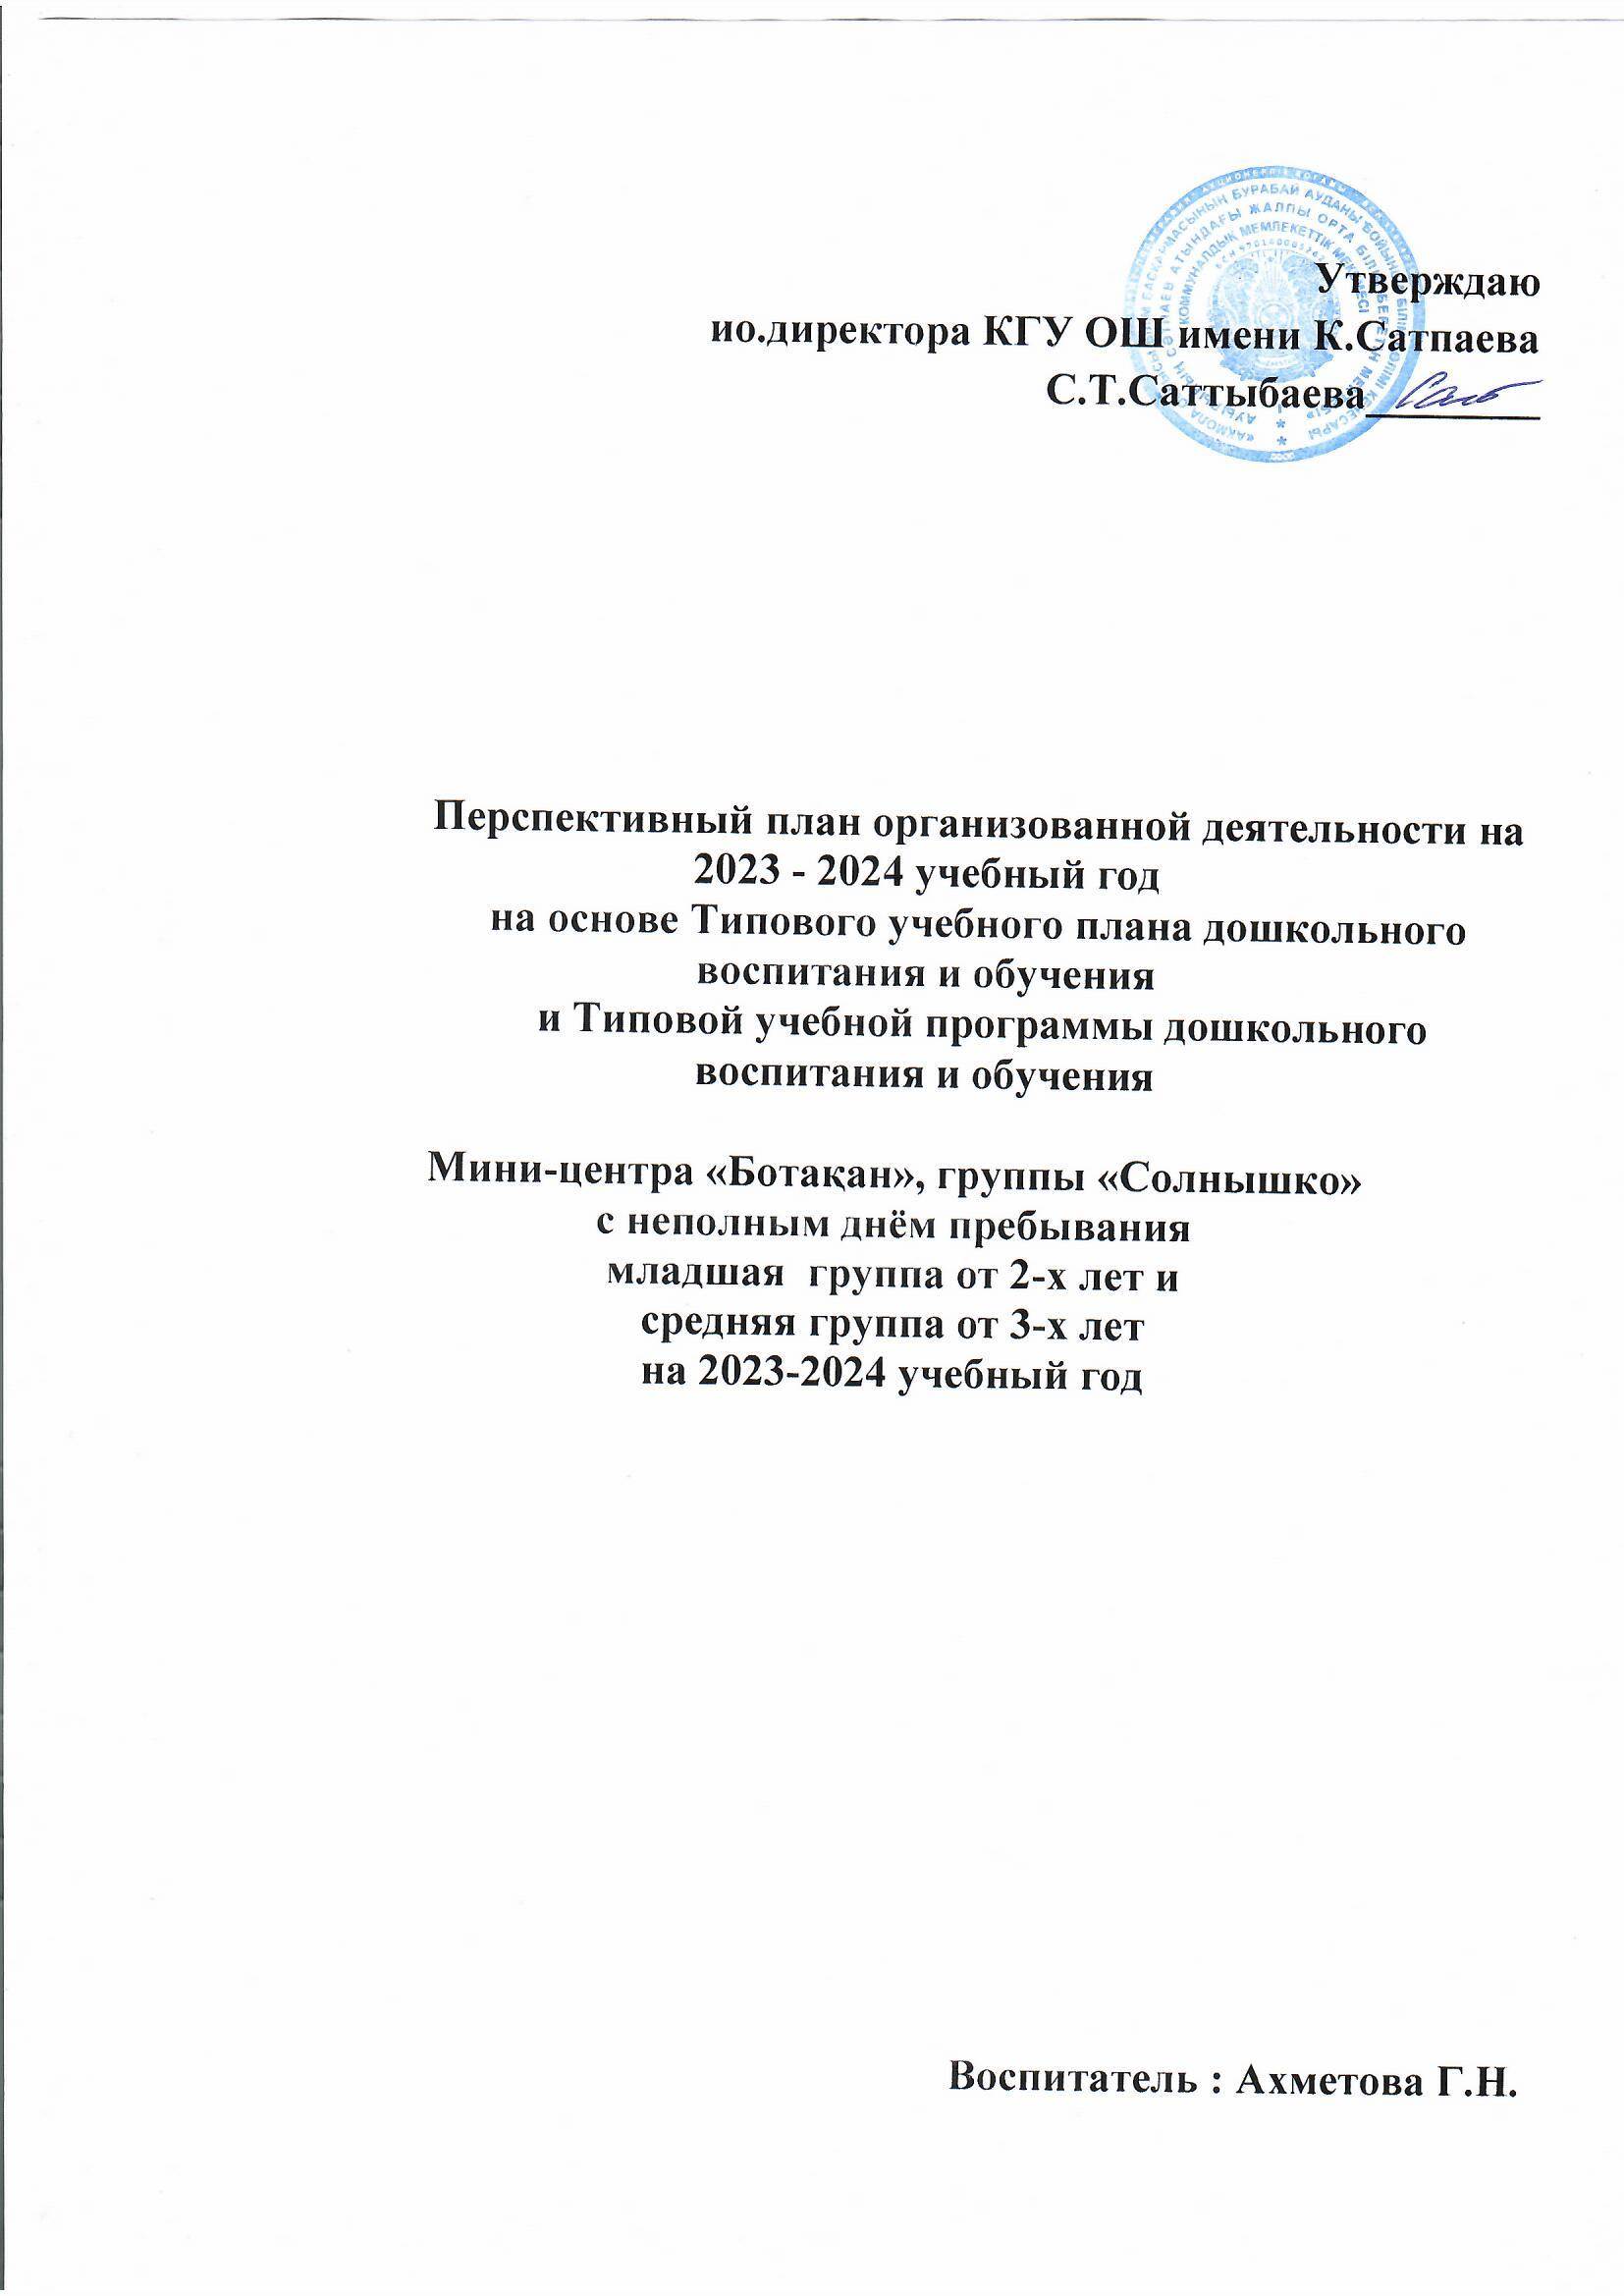 Утверждаю
ио.директора КГУ ОШ имени К.Сатпаева
С.Т.Саттыбаева
Перспективный план организованной деятельности на
2023 - 2024 учебный год
на основе Типового учебного плана дошкольного
воспитания и обучения
и Типовой учебной программы дошкольного
воспитания и обучения
Мини-центра «Ботақан», группы «Солнышко»
с неполным днём пребывания
младшая группа от 2-х лет и
средняя группа от 3-х лет
на 2023-2024 учебный год
Воспитатель : Ахметова Г.Н.